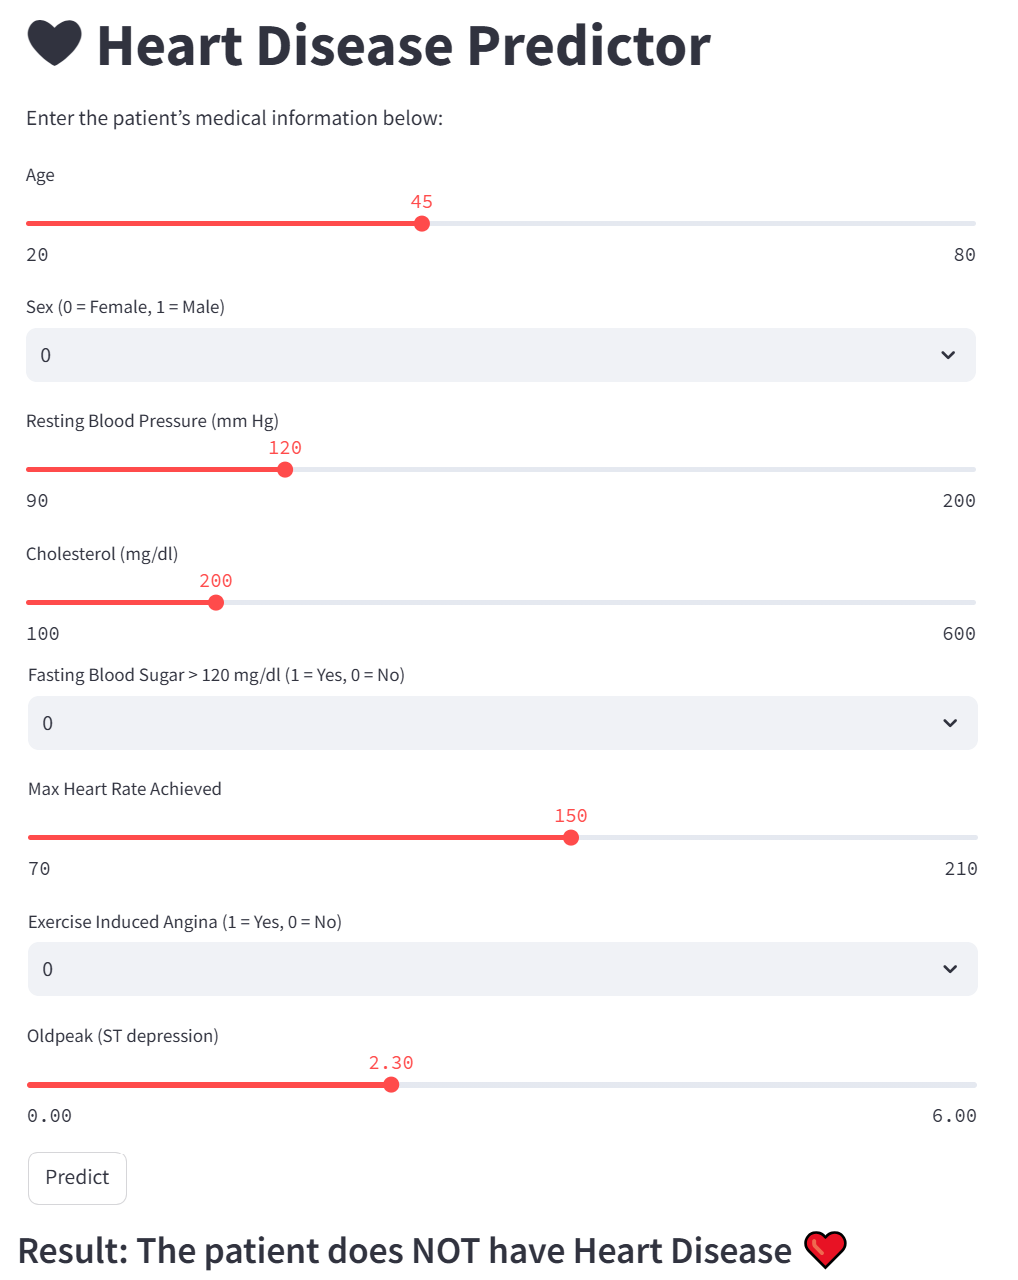 Heart Disease Predictor
Enter the patient’s medical information below:
Age
45
20 80
Sex (0 = Female, 1 = Male)
0
Resting Blood Pressure (mm Hg)
120
90 200
Cholesterol (mg/dl)
200
100 600
Fasting Blood Sugar > 120 mg/dl (1 = Yes, 0 = No)
0
Max Heart Rate Achieved
150
70 210
Exercise Induced Angina (1 = Yes, 0 = No)
0
Oldpeak (ST depression)
2.30
0.00 6.00
Predict
Result: The patient does NOT have Heart Disease